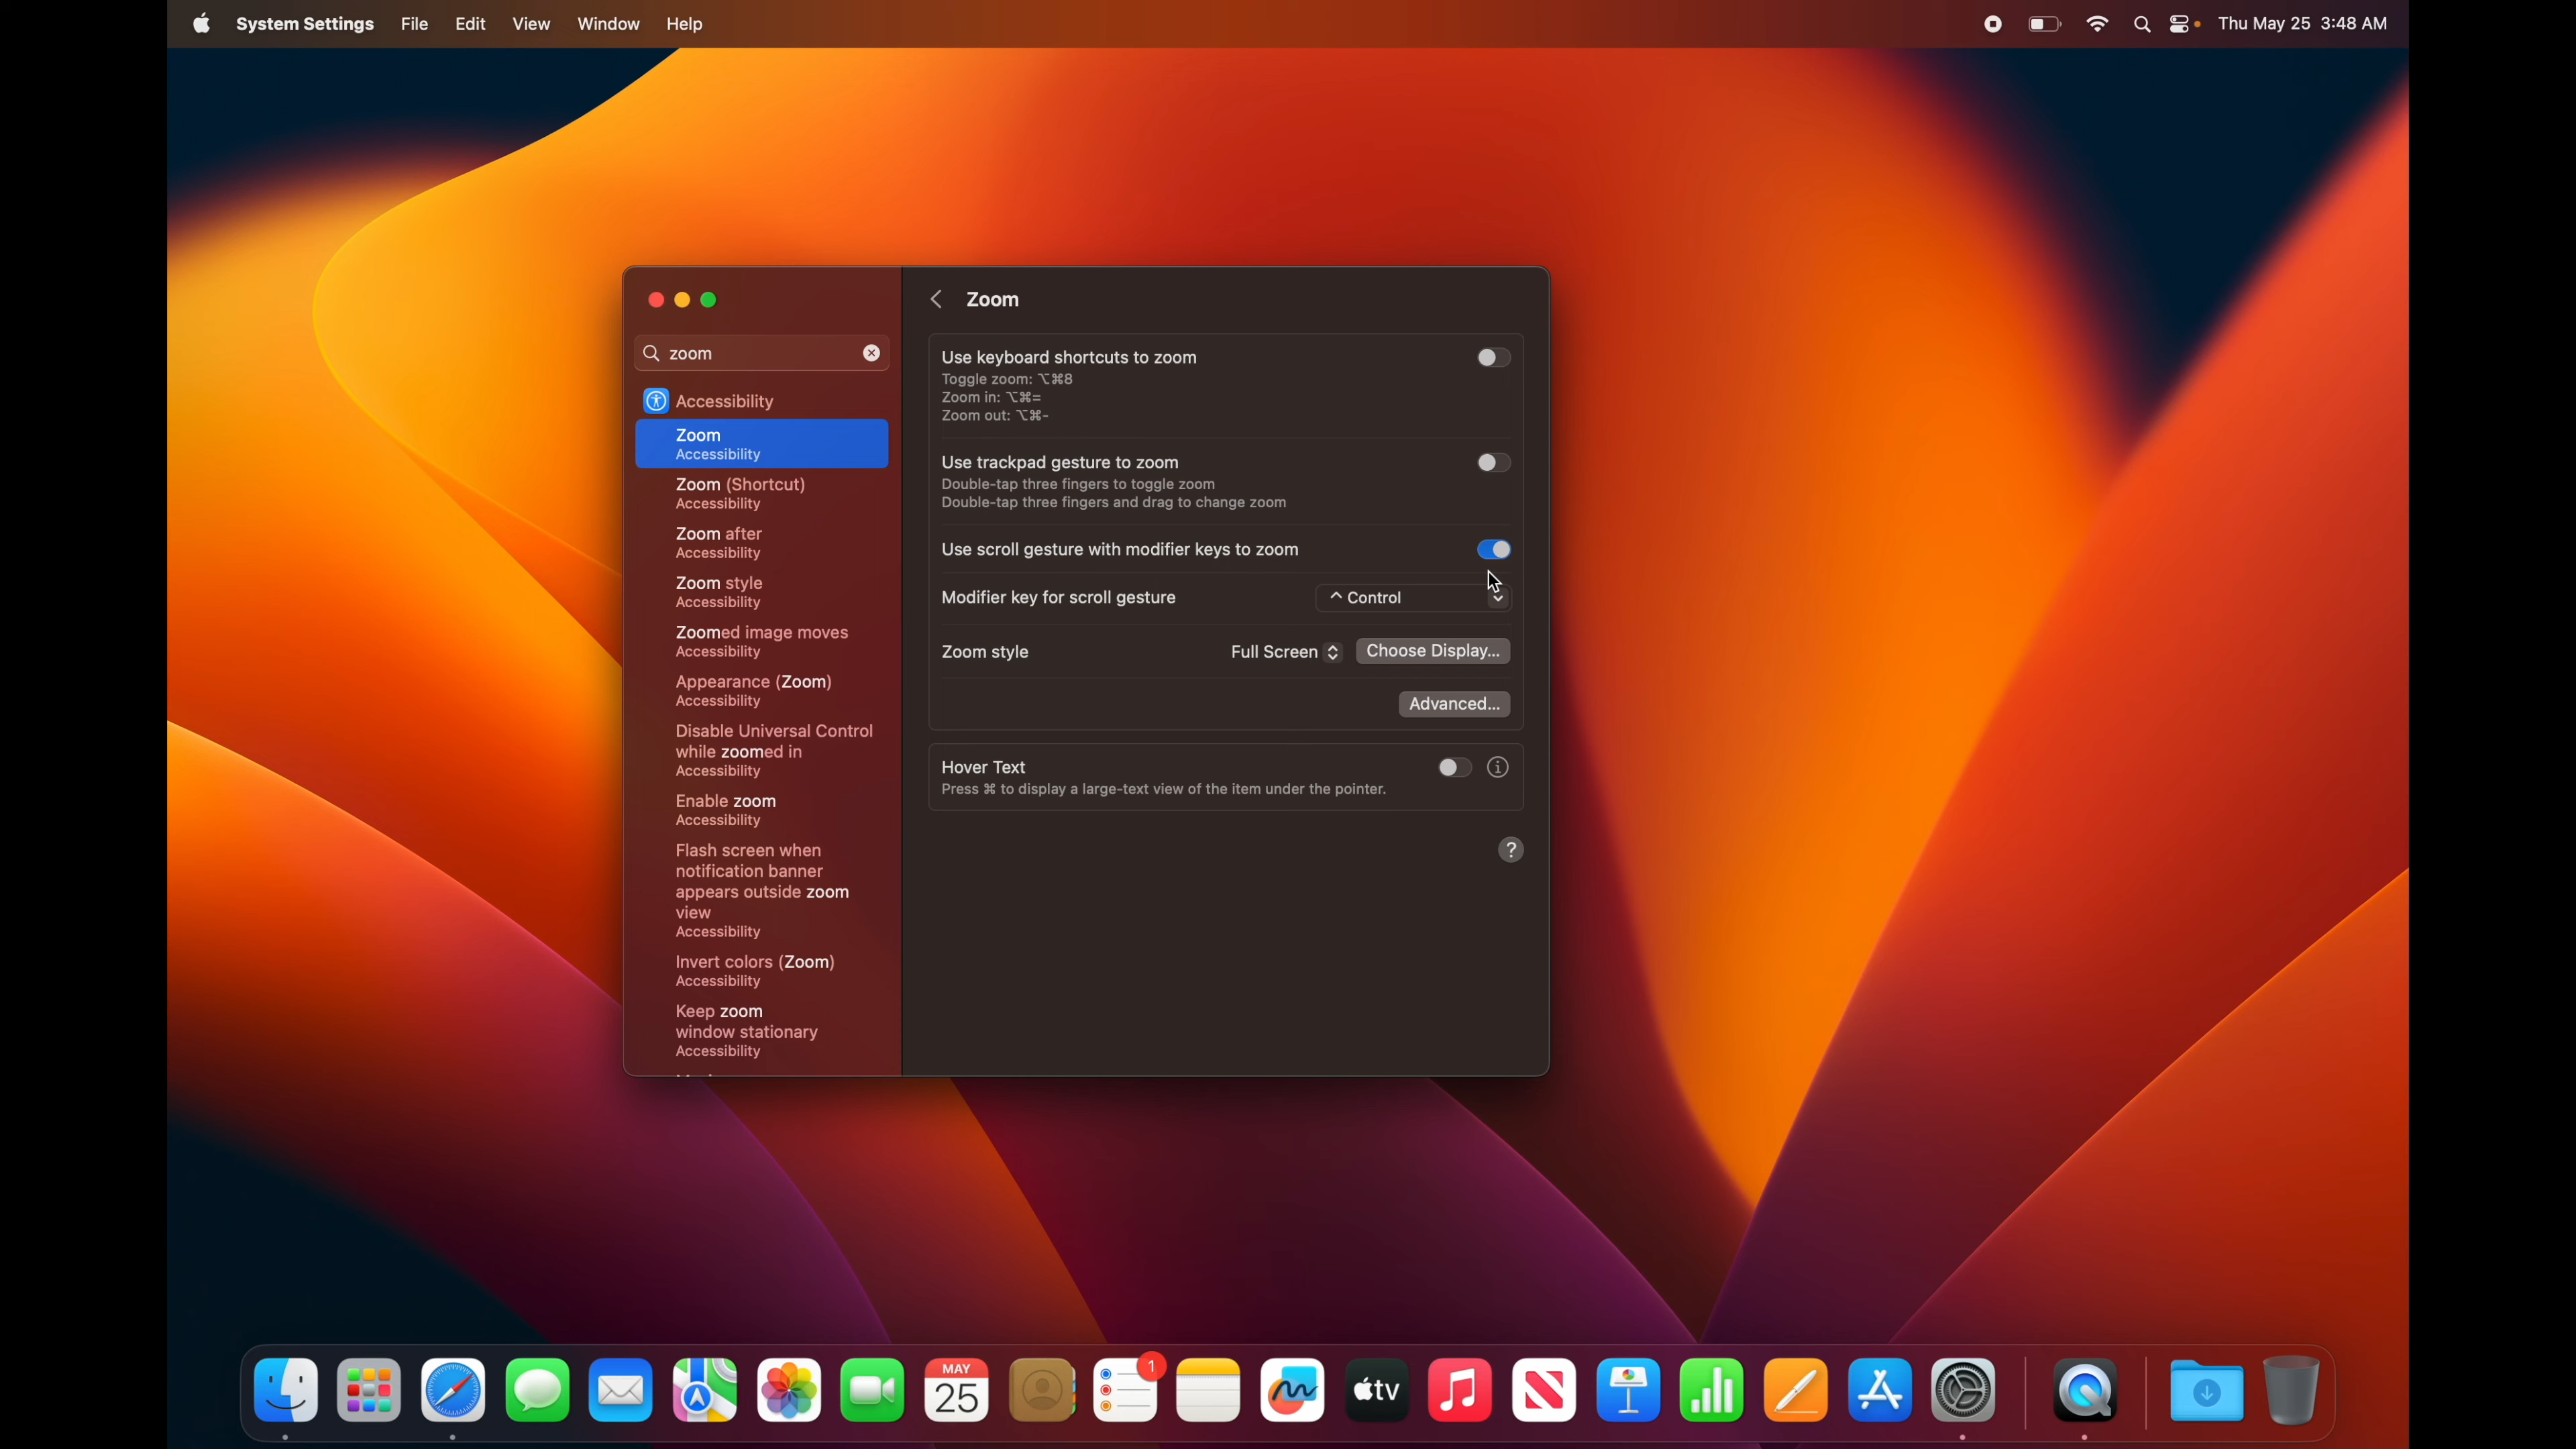 System Settings File Edit View Window Help Thu May 25 3:48 AM
zoom
Accessibility
Zoom
Accessibility
Zoom (Shortcut)
Accessibility
Zoom after
Accessibility
Zoom style
Accessibility
Zoomed image moves
Accessibility
Appearance (Zoom)
Accessibility
Disable Universal Control
while zoomed in
Accessibility
Enable zoom
Accessibility
Flash screen when
notification banner
appears outside zoom
view
Accessibility
Invert colors (Zoom)
Accessibility
Keep zoom
window stationary
Accessibility
Zoom
Use keyboard shortcuts to zoom
Toggle zoom: ⌥⌘8
Zoom in: ⌥⌘=
Zoom out: ⌥⌘-
Use trackpad gesture to zoom
Double-tap three fingers to toggle zoom
Double-tap three fingers and drag to change zoom
Use scroll gesture with modifier keys to zoom
Modifier key for scroll gesture ^ Control
Zoom style Full Screen Choose Display...
Advanced...
Hover Text
Press ⌘ to display a large-text view of the item under the pointer.
?
MAY
25
1
tv